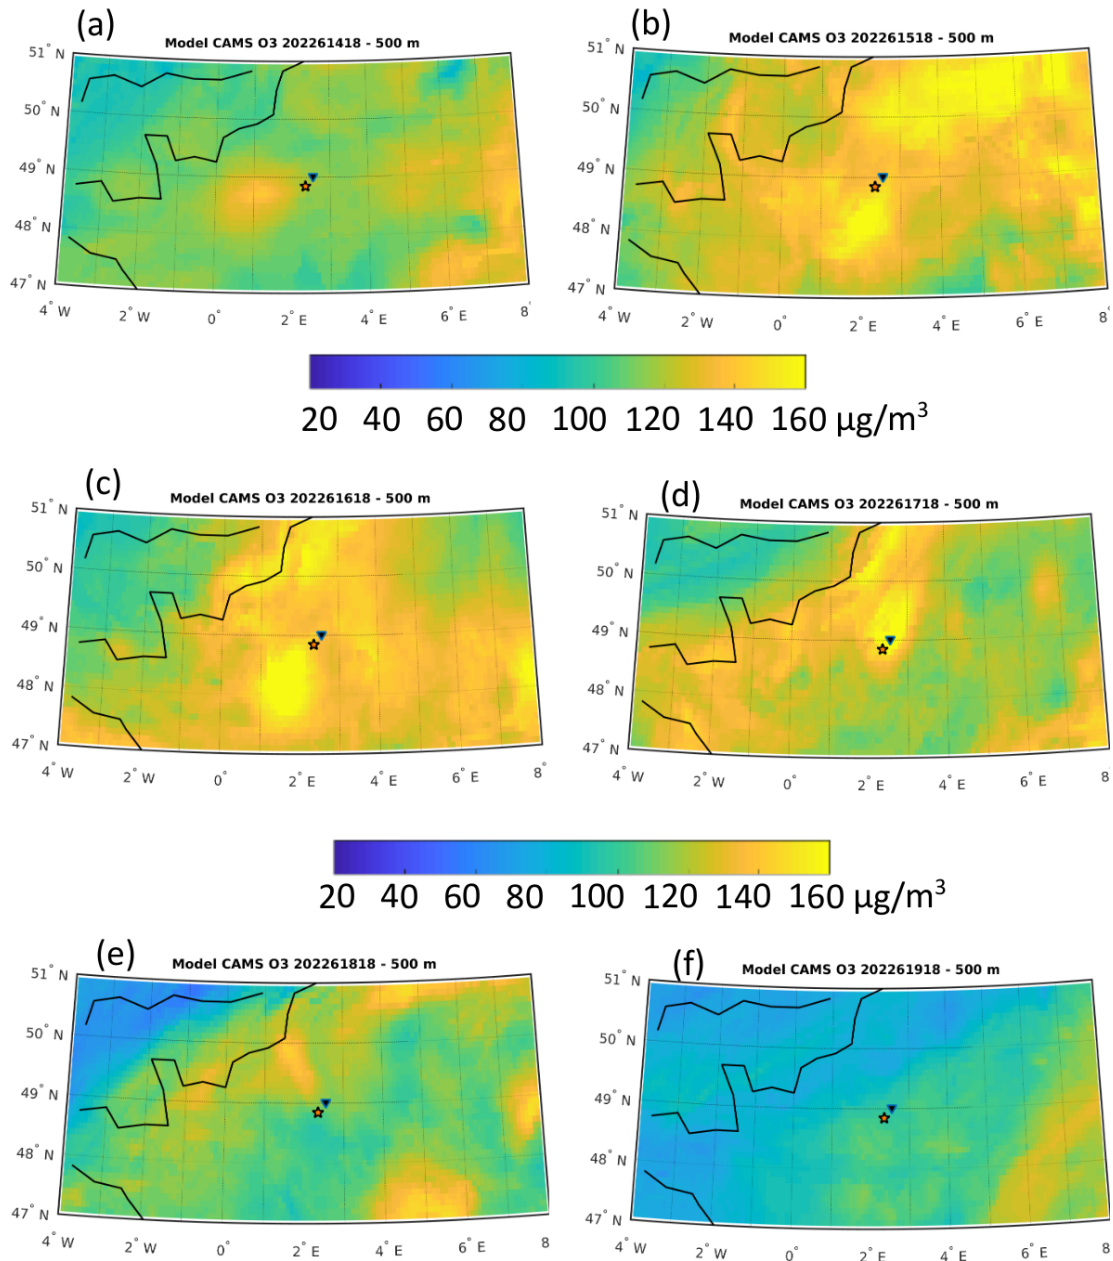 (a) (b)
Model CAMS O3 202261418 - 500 m Model CAMS O3 202261518 - 500 m
51° N 51° N
50° N 50° N
49° N 49° N
48° N 48° N
47° N 47° N
4° W 2° W 0° 2° E 4° E 6° E 8° 4° W 2° W 0° 2° E 4° E 6° E 8°
20 40 60 80 100 120 140 160 µg/m³
(c) (d)
Model CAMS O3 202261618 - 500 m Model CAMS O3 202261718 - 500 m
51° N 51° N
50° N 50° N
49° N 49° N
48° N 48° N
47° N 47° N
4° W 2° W 0° 2° E 4° E 6° E 8° 4° W 2° W 0° 2° E 4° E 6° E 8°
20 40 60 80 100 120 140 160 µg/m³
(e) (f)
Model CAMS O3 202261818 - 500 m Model CAMS O3 202261918 - 500 m
51° N 51° N
50° N 50° N
49° N 49° N
48° N 48° N
47° N 47° N
4° W 2° W 0° 2° E 4° E 6° E 8° 4° W 2° W 0° 2° E 4° E 6° E 8°